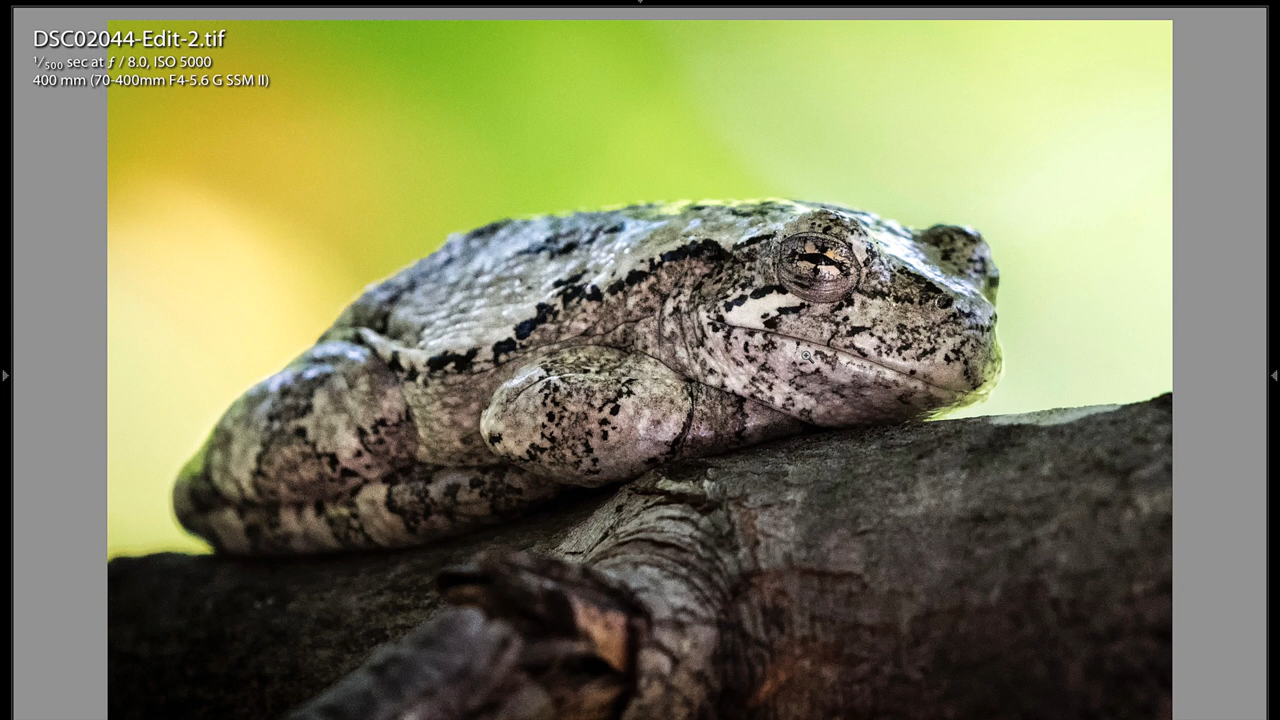 DSC02044-Edit-2.tif
1/500 sec at ƒ / 8.0, ISO 5000
400 mm (70-400mm F4-5.6 G SSM II)